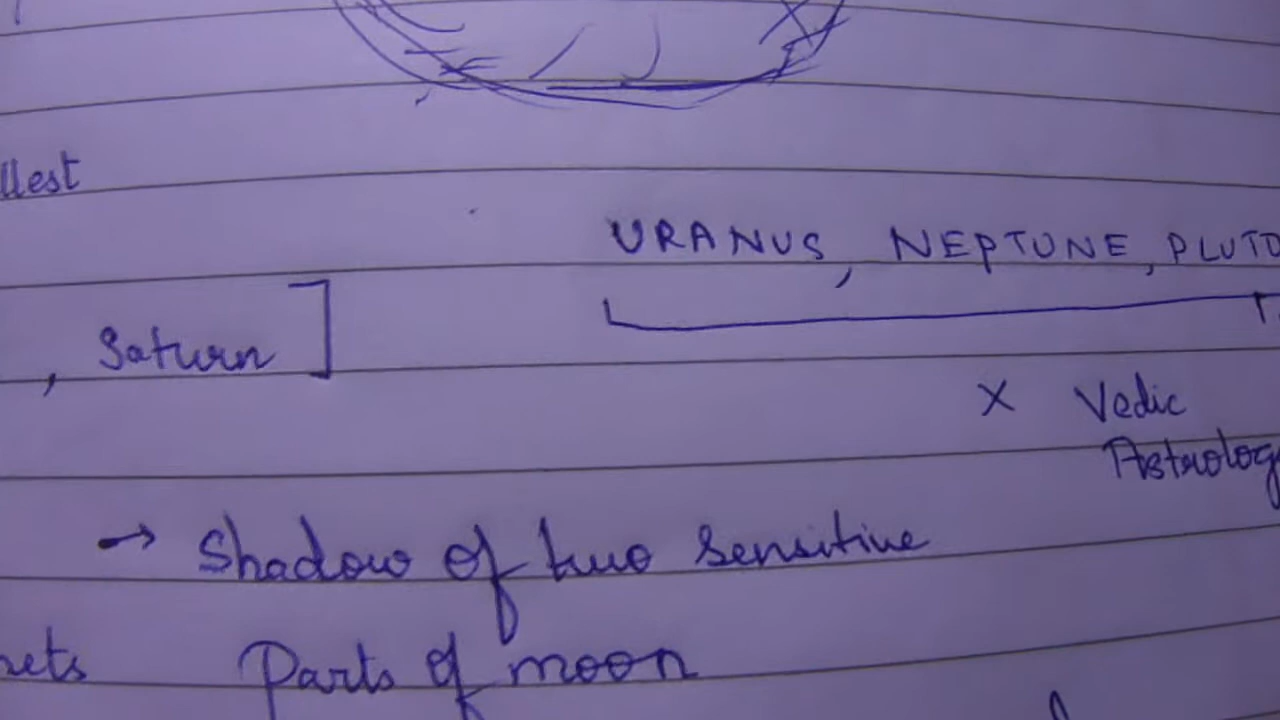 llest
URANUS, NEPTUNE, PLUTO
, Saturn ]
X Vedic
Astrolog
→ Shadow of two sensitive
nets Parts of moon